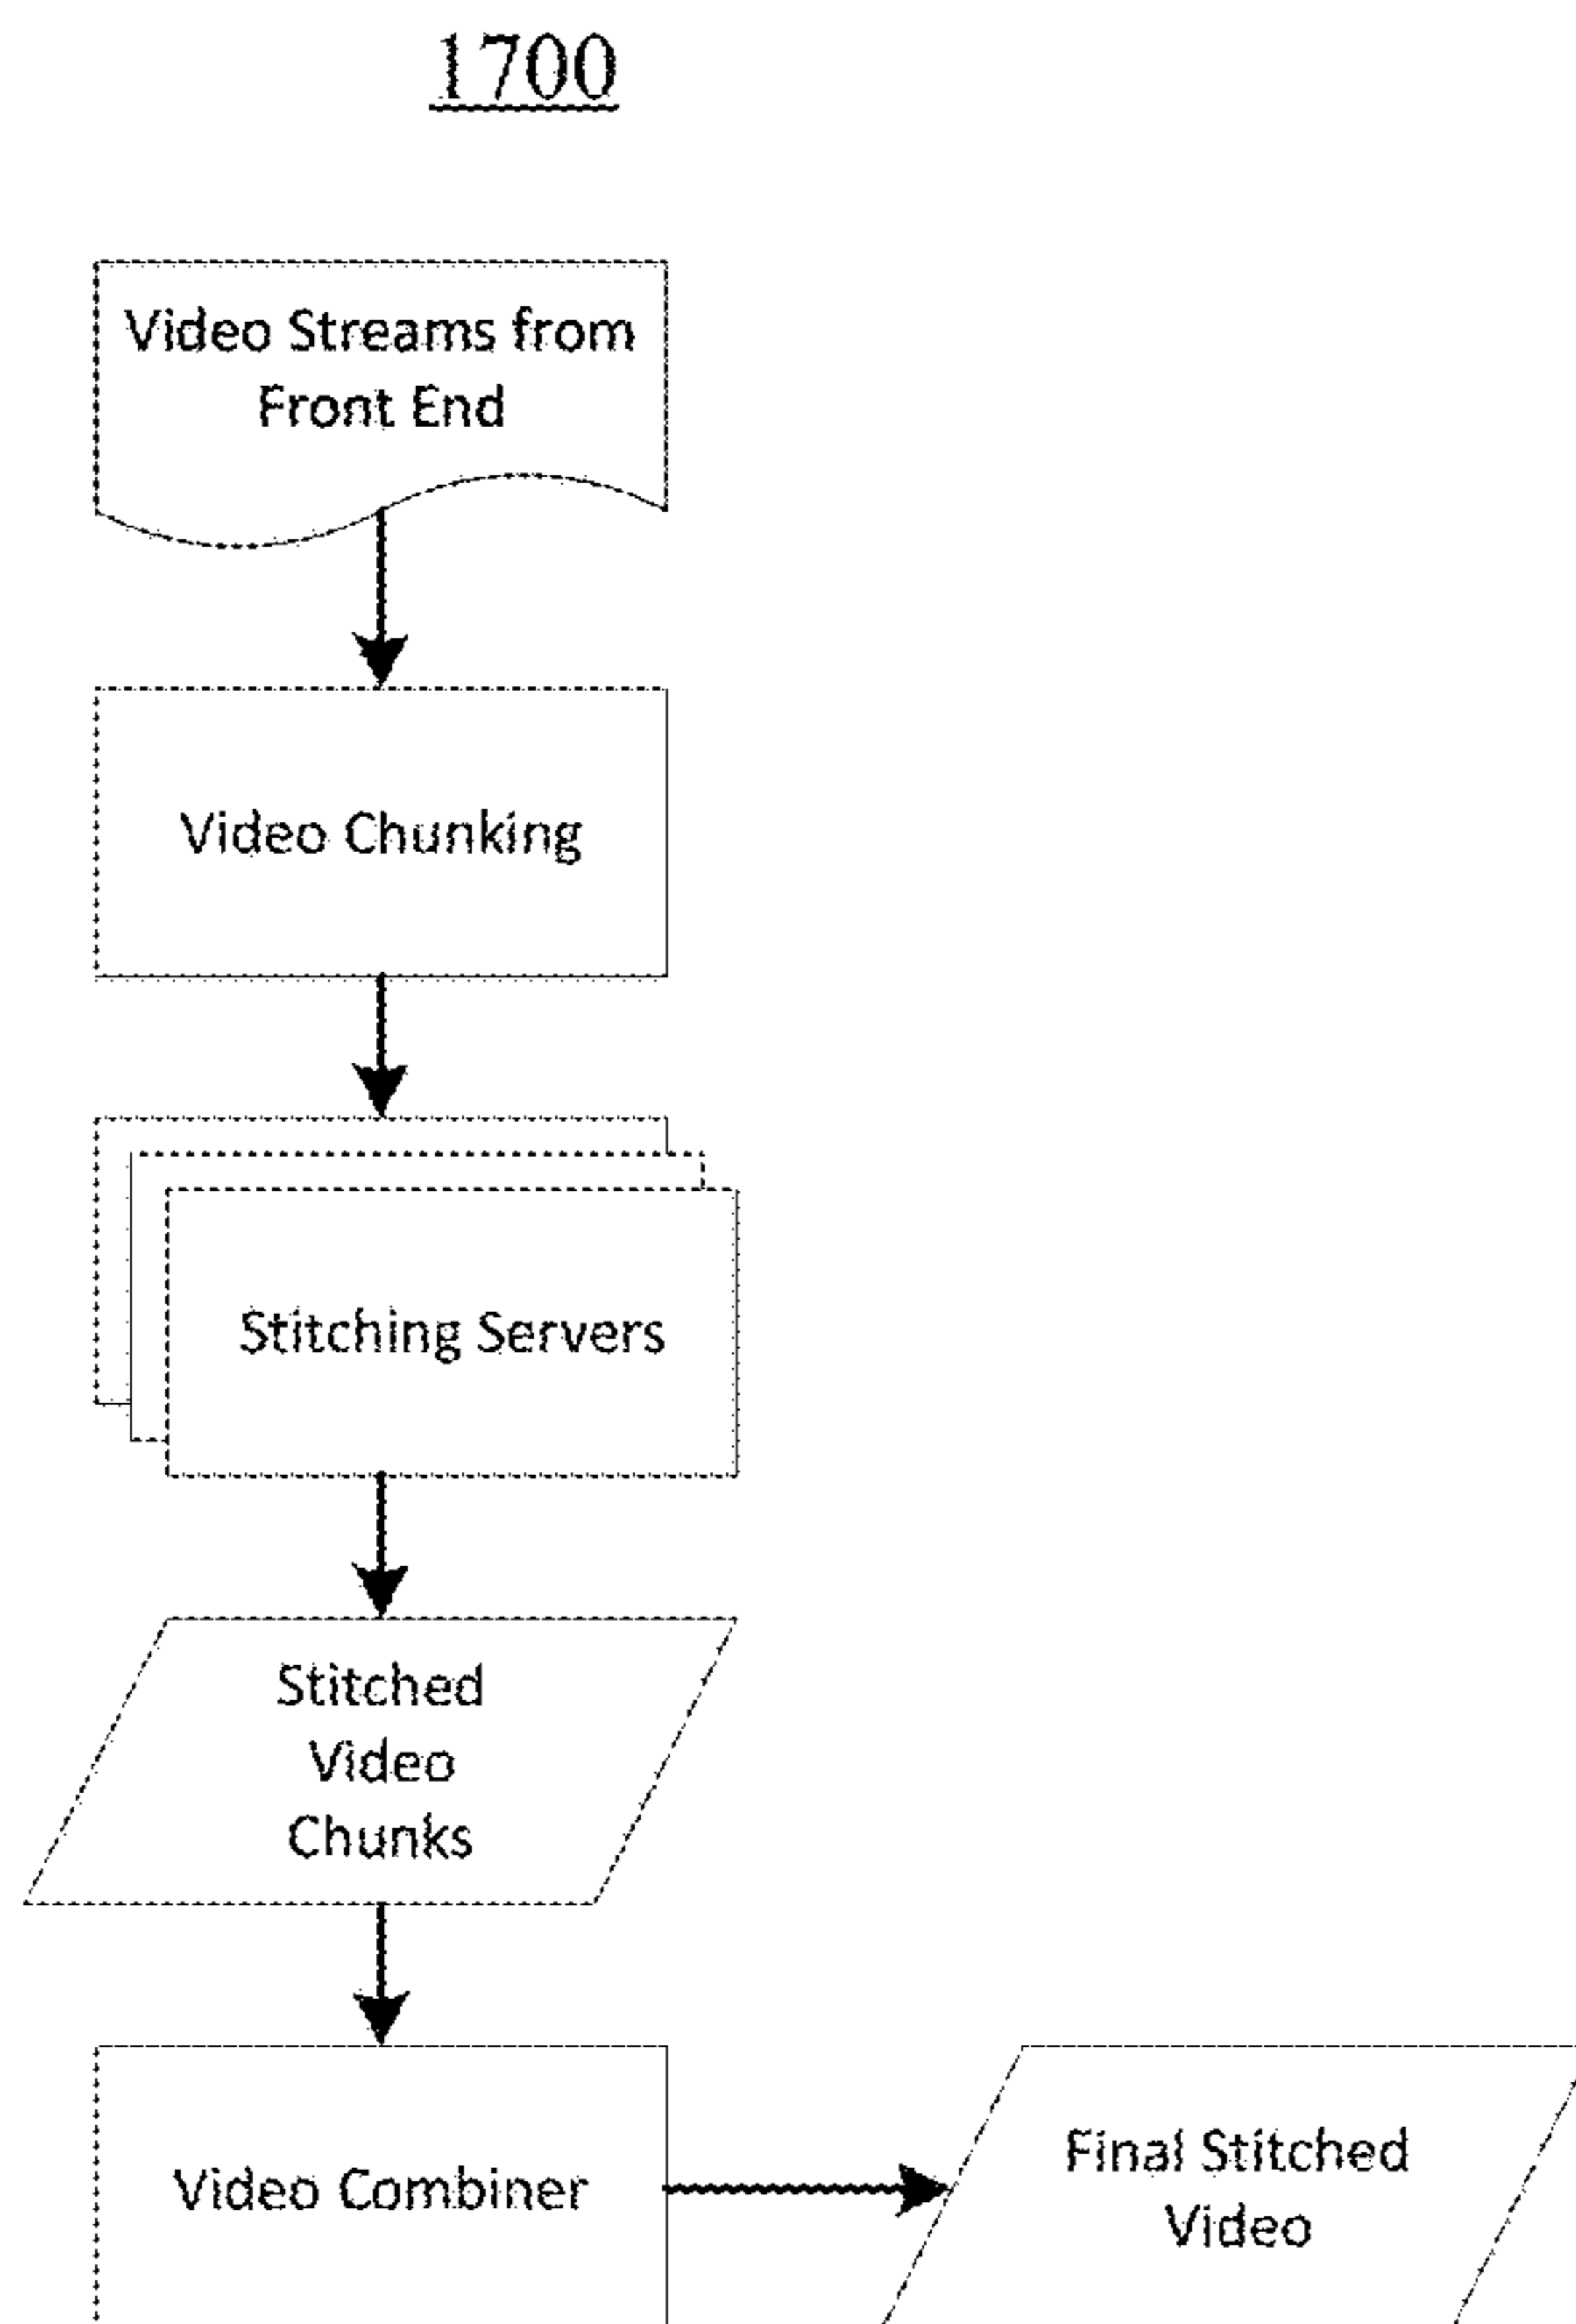 1700
Video Streams from
Front End
Video Chunking
Stitching Servers
Stitched
Video
Chunks
Video Combiner
Final Stitched
Video